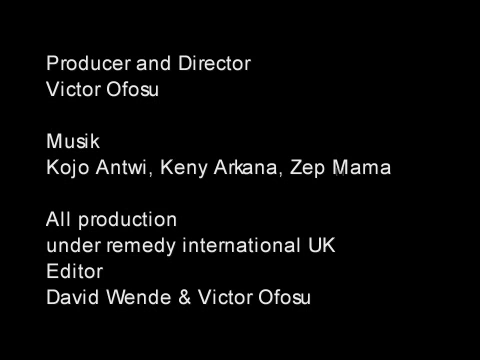 Producer and Director
Victor Ofosu
Musik
Kojo Antwi, Keny Arkana, Zep Mama
All production
under remedy international UK
Editor
David Wende & Victor Ofosu